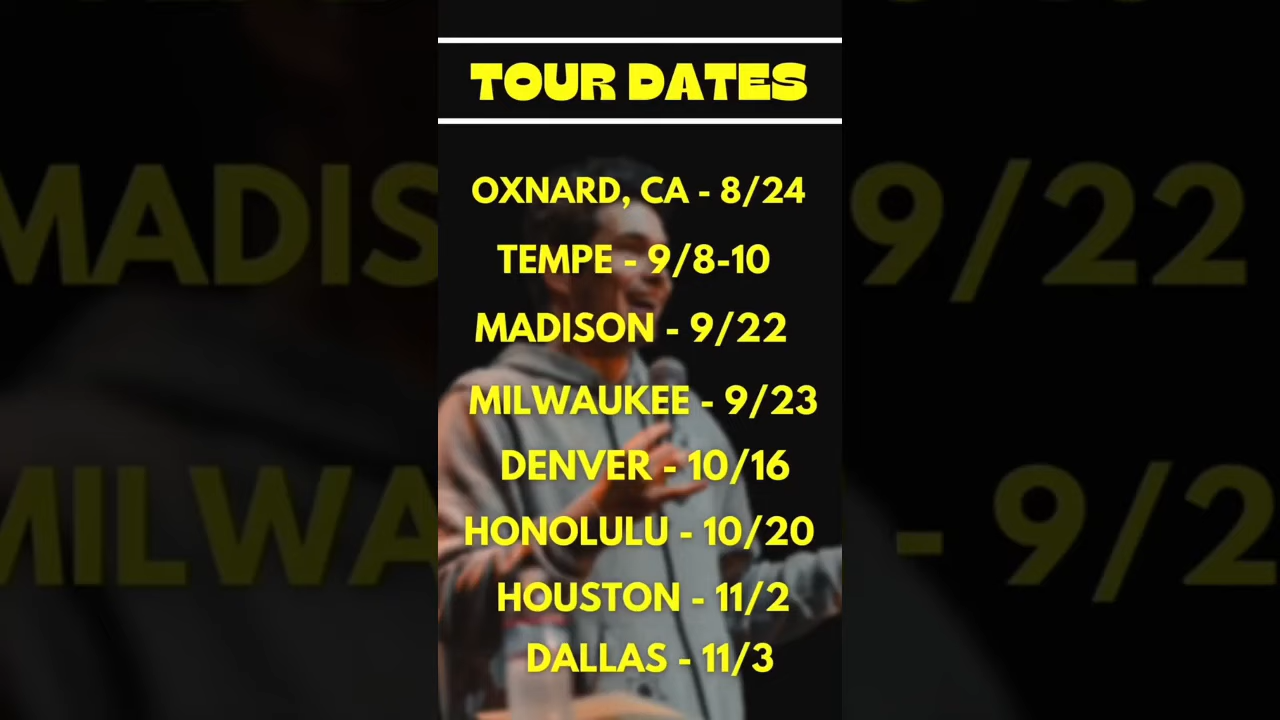 TOUR DATES
OXNARD, CA - 8/24
TEMPE - 9/8-10
MADISON - 9/22
MILWAUKEE - 9/23
DENVER - 10/16
HONOLULU - 10/20
HOUSTON - 11/2
DALLAS - 11/3